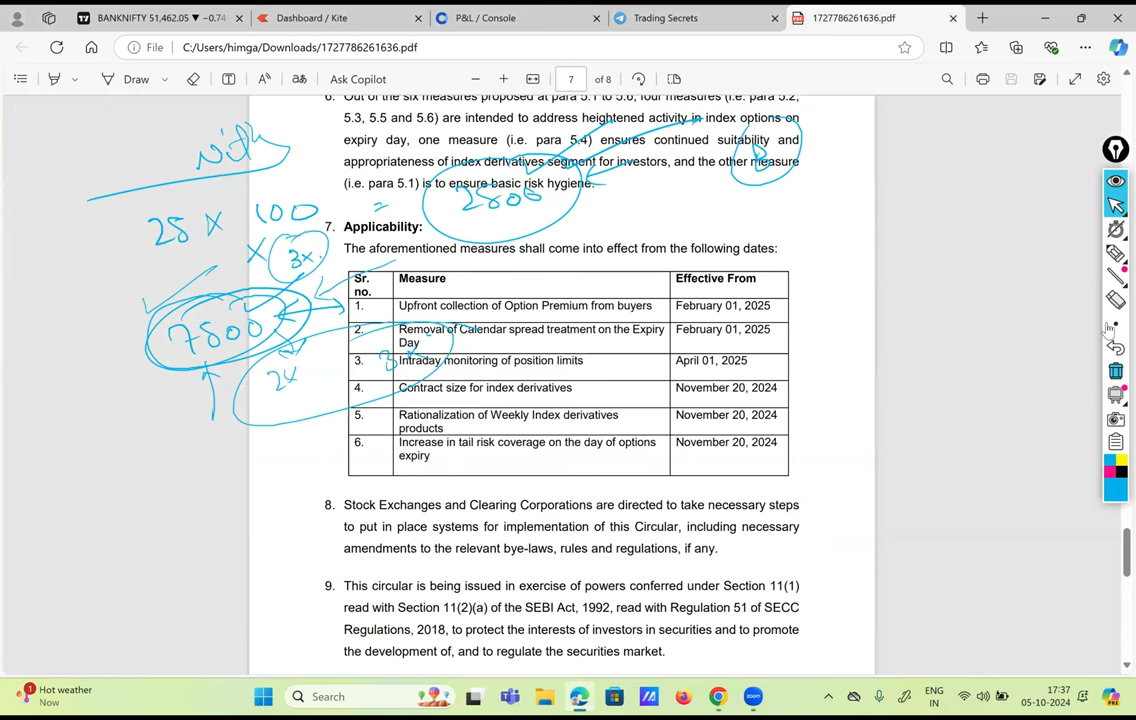 BANKNIFTY 51,462.05 ▼ −0.74
Dashboard / Kite
P&L / Console
Trading Secrets
1727786261636.pdf
File C:/Users/himga/Downloads/1727786261636.pdf
Draw
Ask Copilot
7 of 8
6. Out of the six measures proposed at para 5.1 to 5.6, four measures (i.e. para 5.2,
5.3, 5.5 and 5.6) are intended to address heightened activity in index options on
expiry day, one measure (i.e. para 5.4) ensures continued suitability and
appropriateness of index derivatives segment for investors, and the other measure
(i.e. para 5.1) is to ensure basic risk hygiene.
with
B
25 × 100
= 2500
× 3x.
7500
2x
3x
7. Applicability:
The aforementioned measures shall come into effect from the following dates:
Sr. no. Measure Effective From
1. Upfront collection of Option Premium from buyers February 01, 2025
2. Removal of Calendar spread treatment on the Expiry February 01, 2025
Day
3. Intraday monitoring of position limits April 01, 2025
4. Contract size for index derivatives November 20, 2024
5. Rationalization of Weekly Index derivatives November 20, 2024
products
6. Increase in tail risk coverage on the day of options November 20, 2024
expiry
8. Stock Exchanges and Clearing Corporations are directed to take necessary steps
to put in place systems for implementation of this Circular, including necessary
amendments to the relevant bye-laws, rules and regulations, if any.
9. This circular is being issued in exercise of powers conferred under Section 11(1)
read with Section 11(2)(a) of the SEBI Act, 1992, read with Regulation 51 of SECC
Regulations, 2018, to protect the interests of investors in securities and to promote
the development of, and to regulate the securities market.
1
Hot weather
Now
Search
zoom
ENG
IN
17:37
05-10-2024
PRE